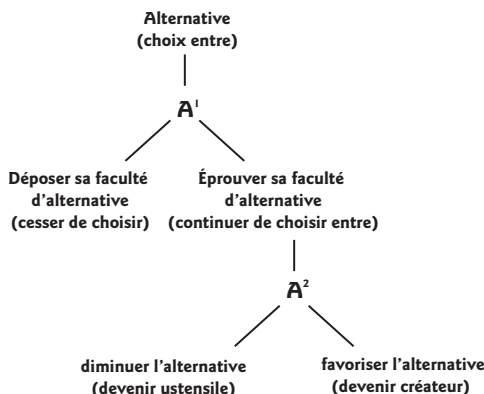 Alternative
(choix entre)
A¹
Déposer sa faculté
d'alternative
(cesser de choisir)
Éprouver sa faculté
d'alternative
(continuer de choisir entre)
A²
diminuer l'alternative
(devenir ustensile)
favoriser l'alternative
(devenir créateur)